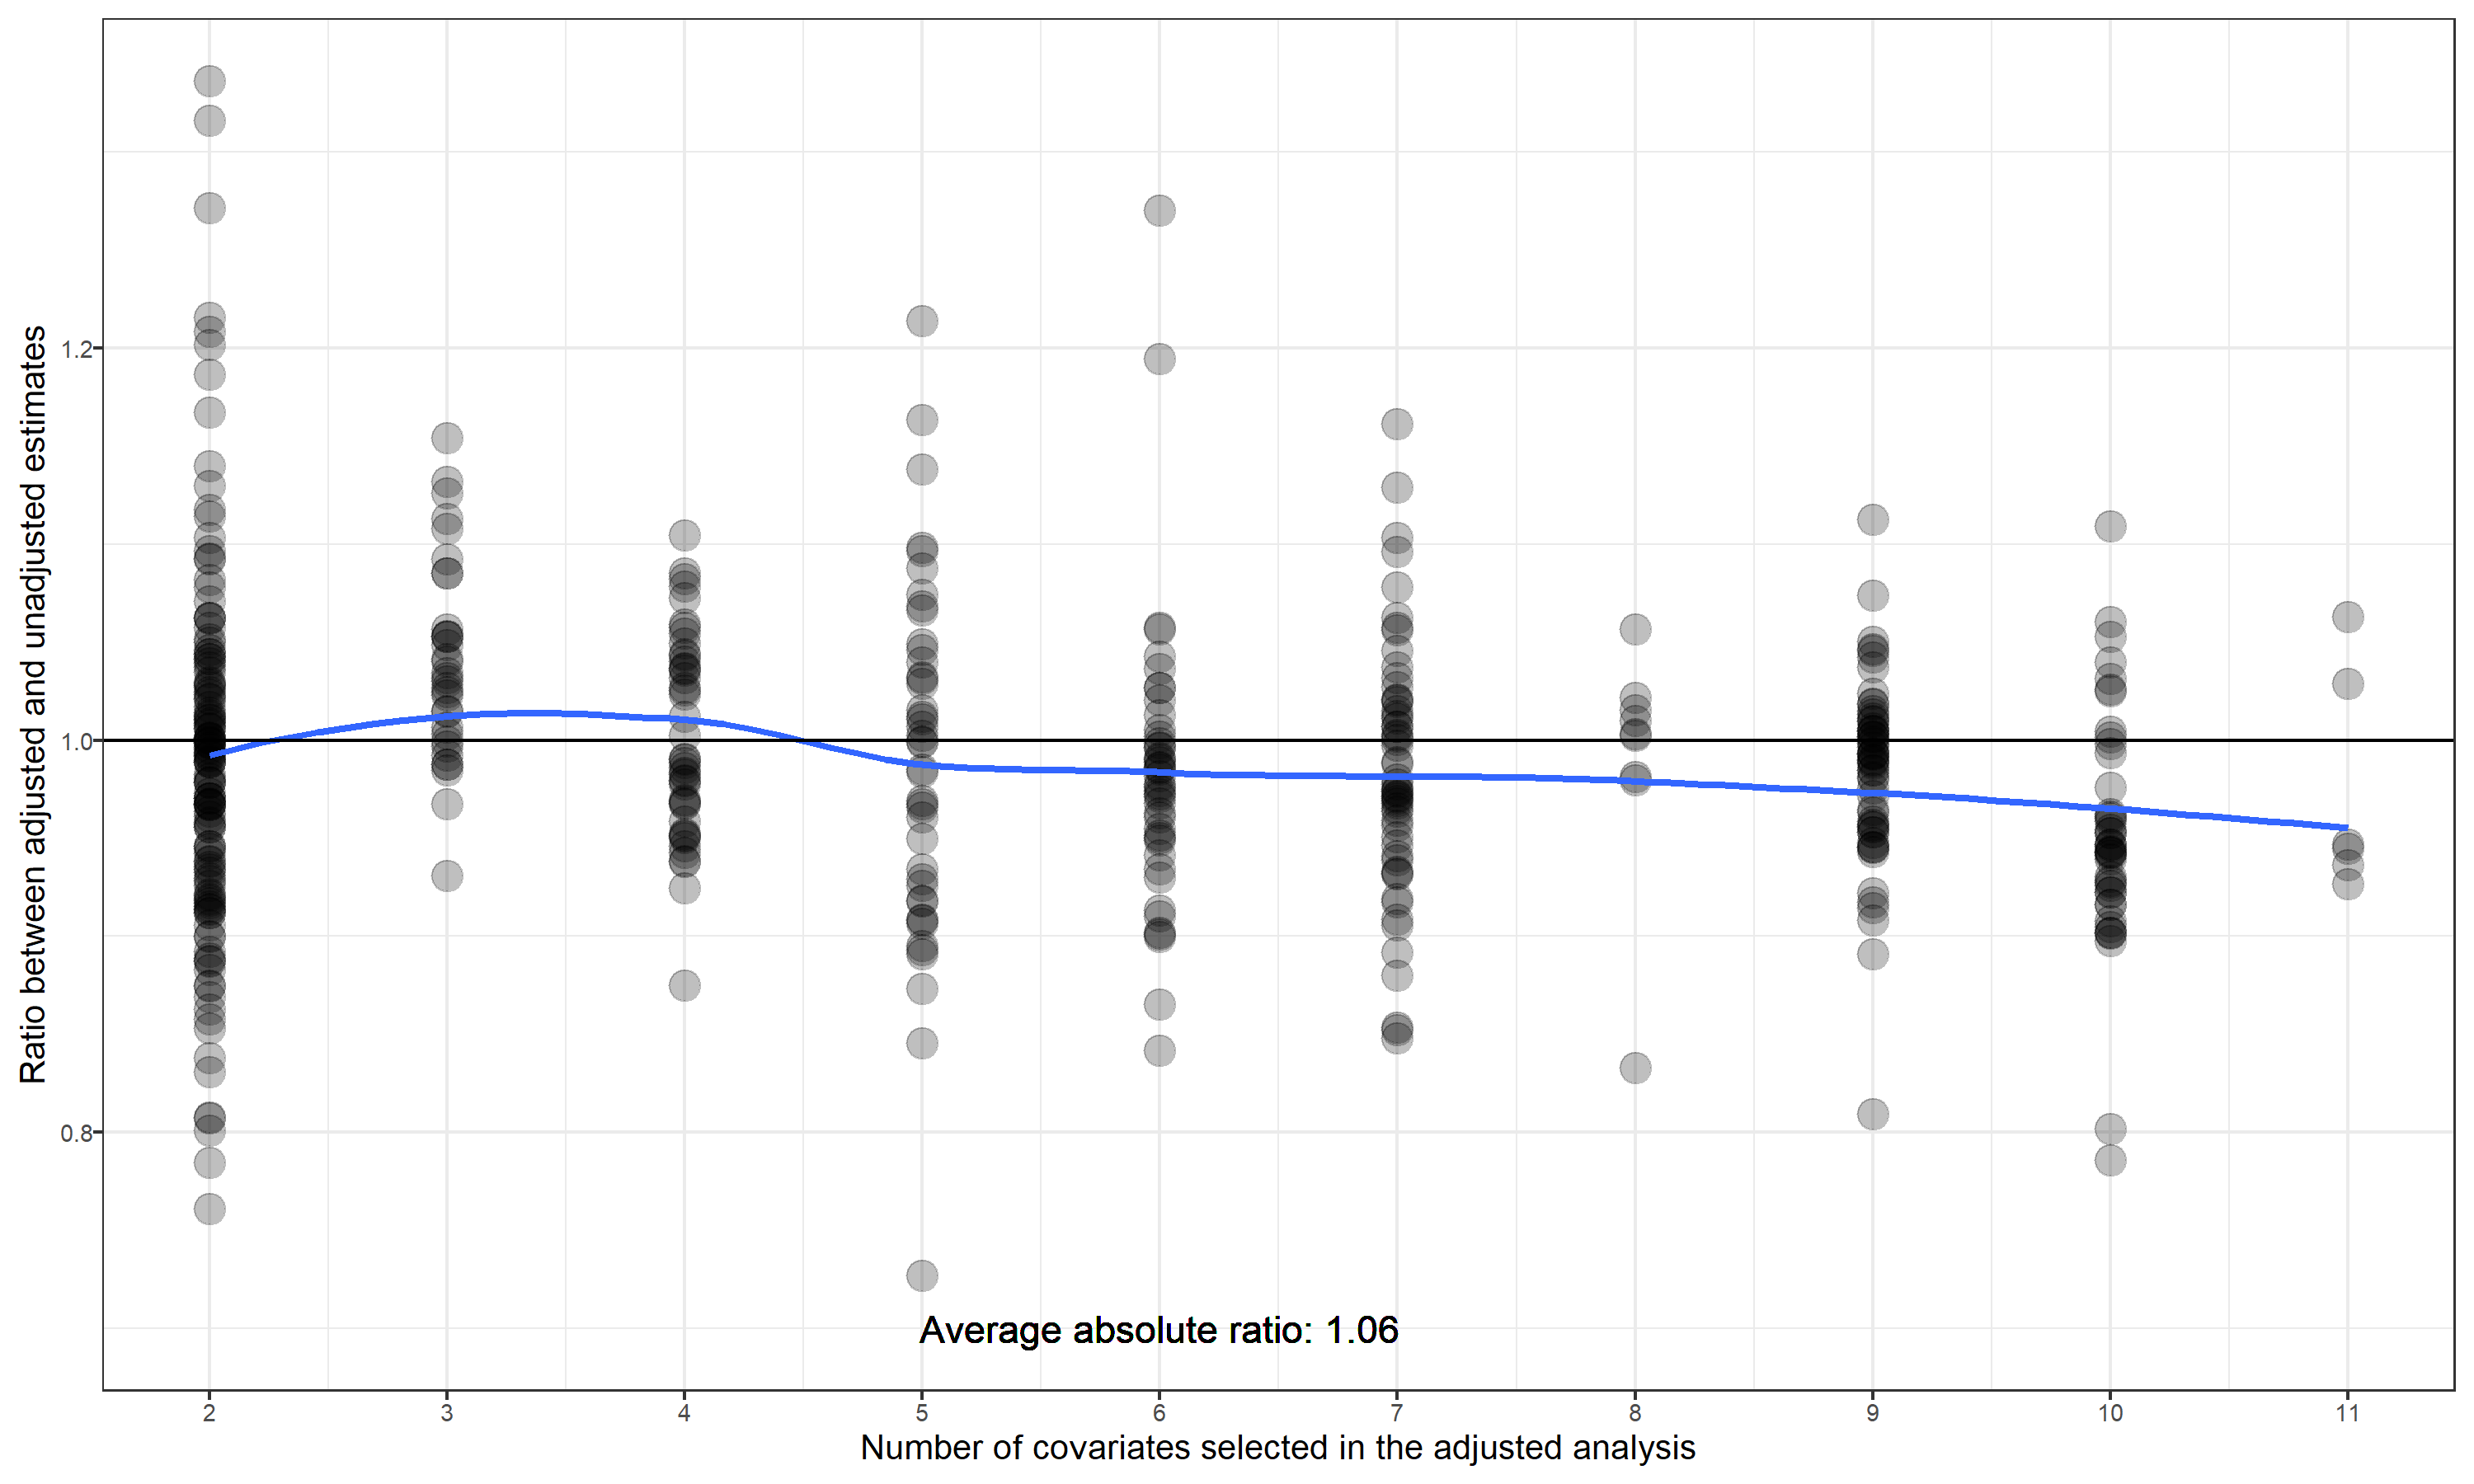 Ratio between adjusted and unadjusted estimates
1.2
1.0
0.8
Average absolute ratio: 1.06
2 3 4 5 6 7 8 9 10 11
Number of covariates selected in the adjusted analysis